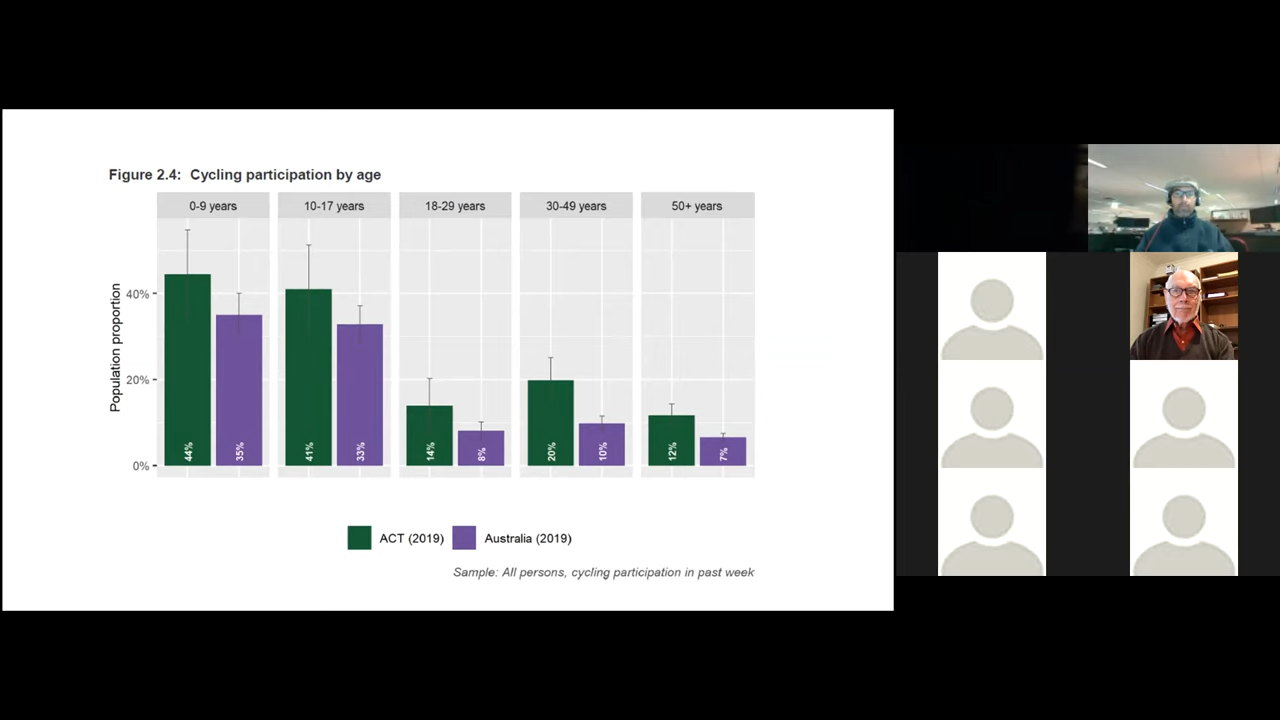 Figure 2.4: Cycling participation by age
0-9 years
10-17 years
18-29 years
30-49 years
50+ years
Population proportion
40%
20%
0%
44%
35%
41%
33%
14%
8%
20%
10%
12%
7%
ACT (2019)
Australia (2019)
Sample: All persons, cycling participation in past week